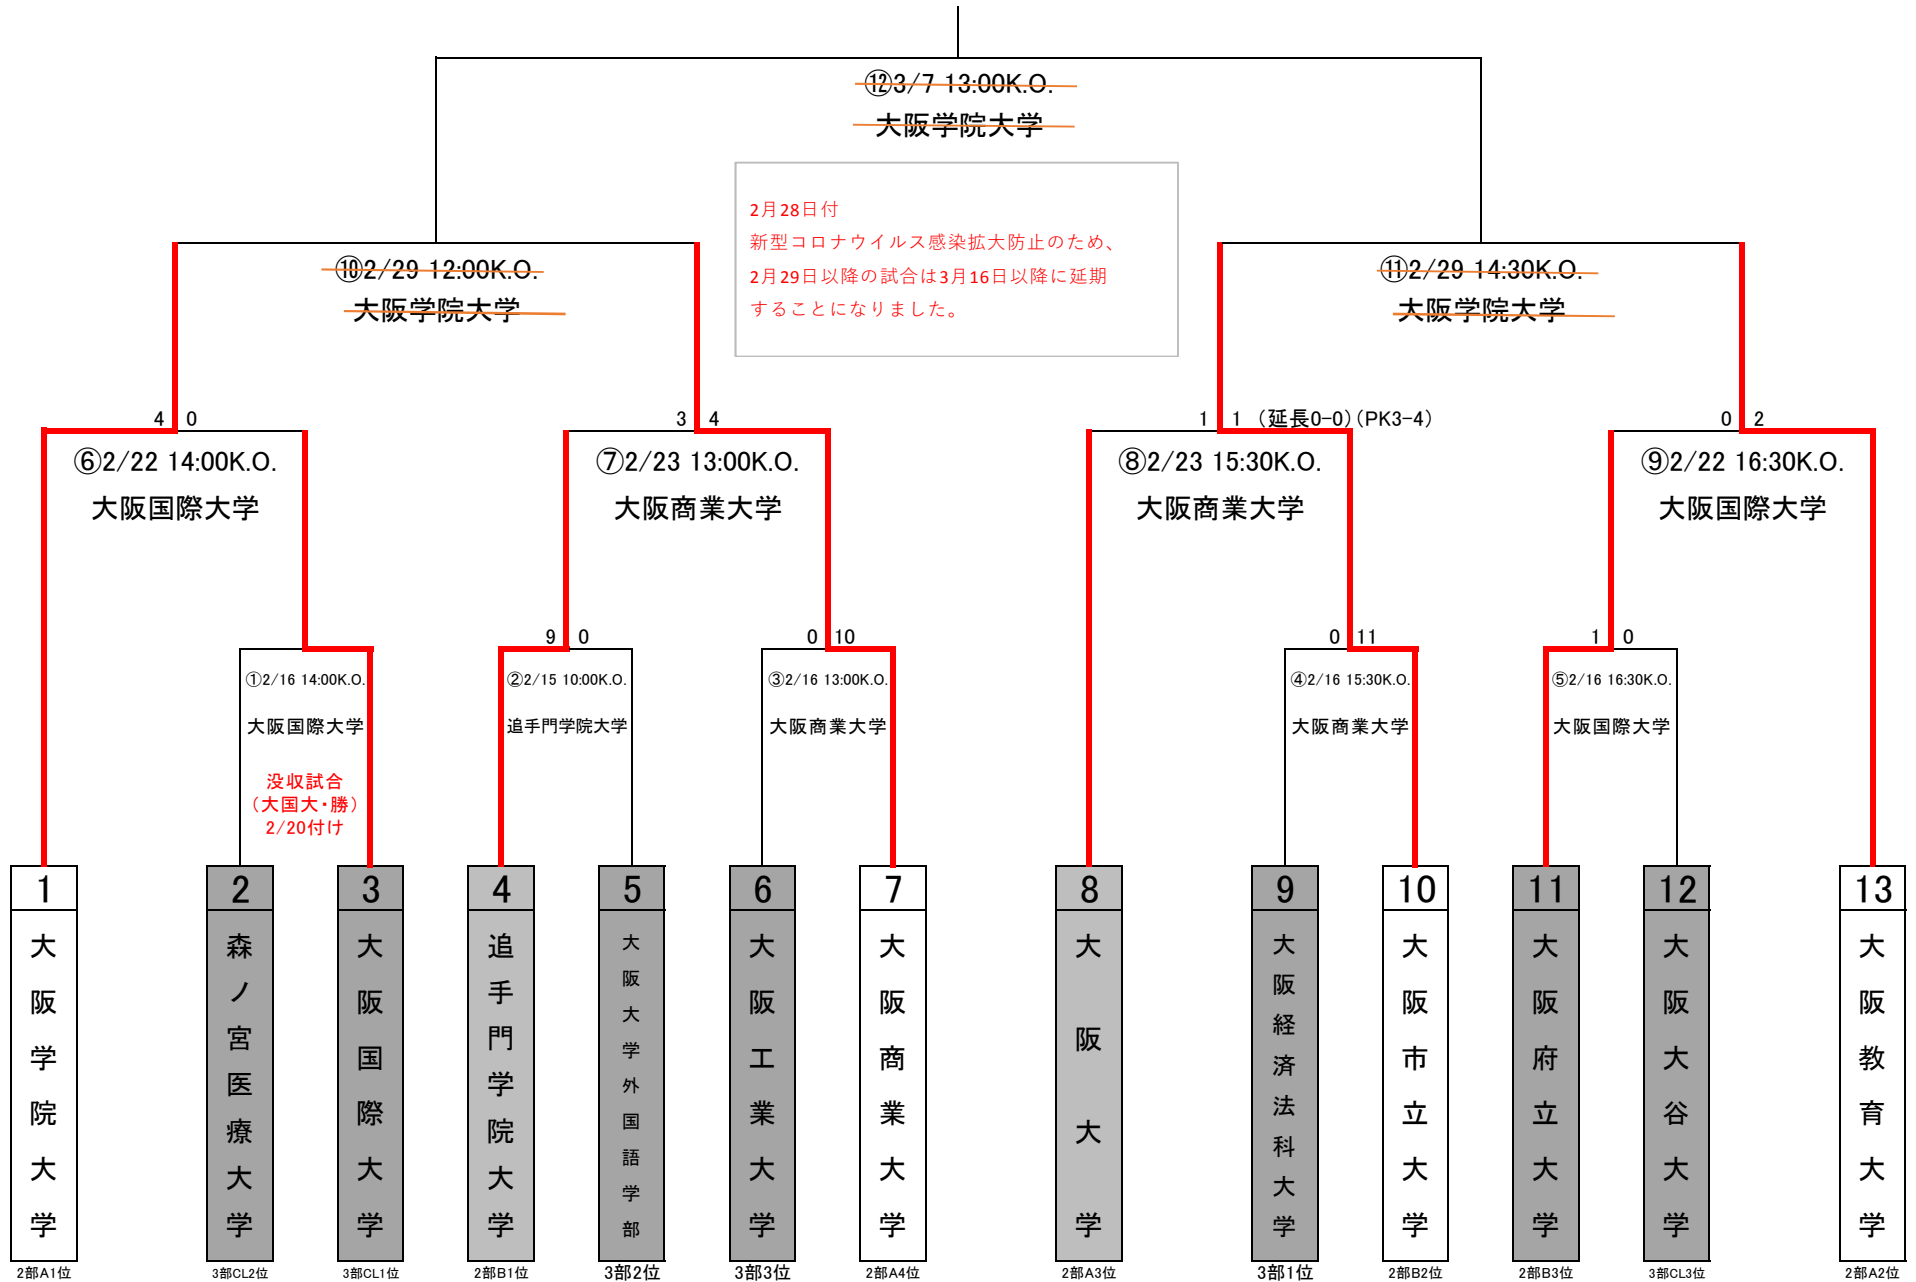 ⑫3/7 13:00K.O.
大阪学院大学
2月28日付
新型コロナウイルス感染拡大防止のため、
2月29日以降の試合は3月16日以降に延期
することになりました。
⑩2/29 12:00K.O.
大阪学院大学
⑪2/29 14:30K.O.
大阪学院大学
4 0
⑥2/22 14:00K.O.
大阪国際大学
3 4
⑦2/23 13:00K.O.
大阪商業大学
1 1 (延長0-0)(PK3-4)
⑧2/23 15:30K.O.
大阪商業大学
0 2
⑨2/22 16:30K.O.
大阪国際大学
①2/16 14:00K.O.
大阪国際大学
没収試合
(大国大・勝)
2/20付け
9 0
②2/15 10:00K.O.
追手門学院大学
0 10
③2/16 13:00K.O.
大阪商業大学
0 11
④2/16 15:30K.O.
大阪商業大学
1 0
⑤2/16 16:30K.O.
大阪国際大学
1
大阪学院大学
2部A1位
2
森ノ宮医療大学
3部CL2位
3
大阪国際大学
3部CL1位
4
追手門学院大学
2部B1位
5
大阪大学外国語学部
3部2位
6
大阪工業大学
3部3位
7
大阪商業大学
2部A4位
8
大阪大学
2部A3位
9
大阪経済法科大学
3部1位
10
大阪市立大学
2部B2位
11
大阪府立大学
2部B3位
12
大阪大谷大学
3部CL3位
13
大阪教育大学
2部A2位